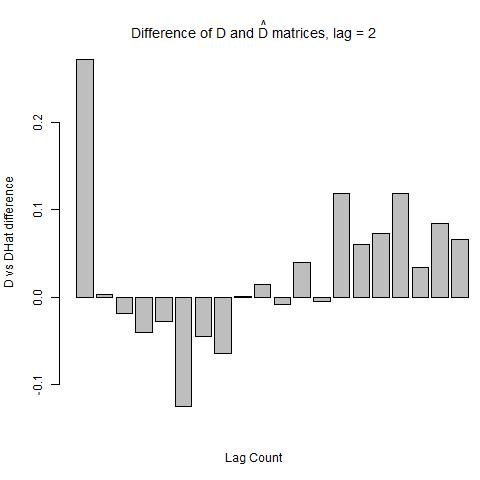 Difference of D and D̂ matrices, lag = 2
D vs DHat difference
0.2
0.1
0.0
-0.1
Lag Count